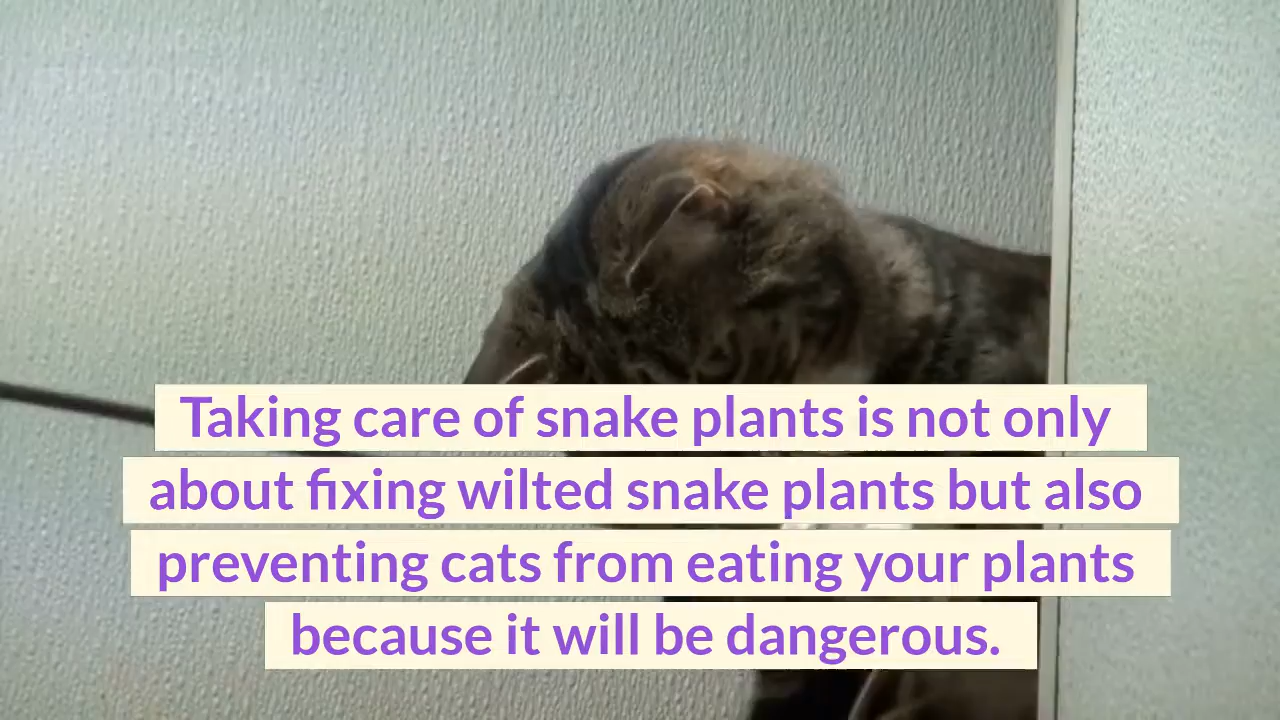 Taking care of snake plants is not only
about fixing wilted snake plants but also
preventing cats from eating your plants
because it will be dangerous.